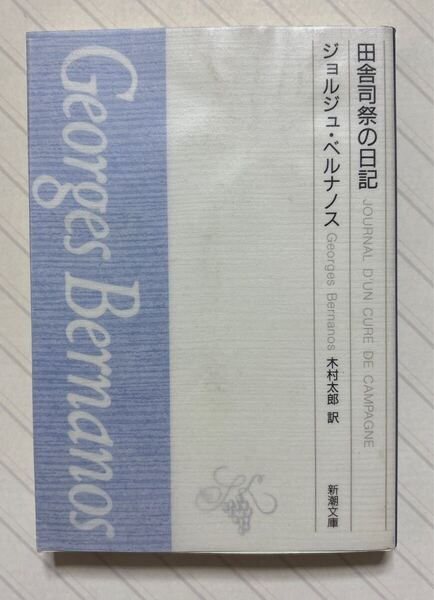 田舎司祭の日記 JOURNAL D'UN CURE DE CAMPAGNE
ジョルジュ・ベルナノス Georges Bernanos 木村太郎 訳
新潮文庫
Georges Bernanos